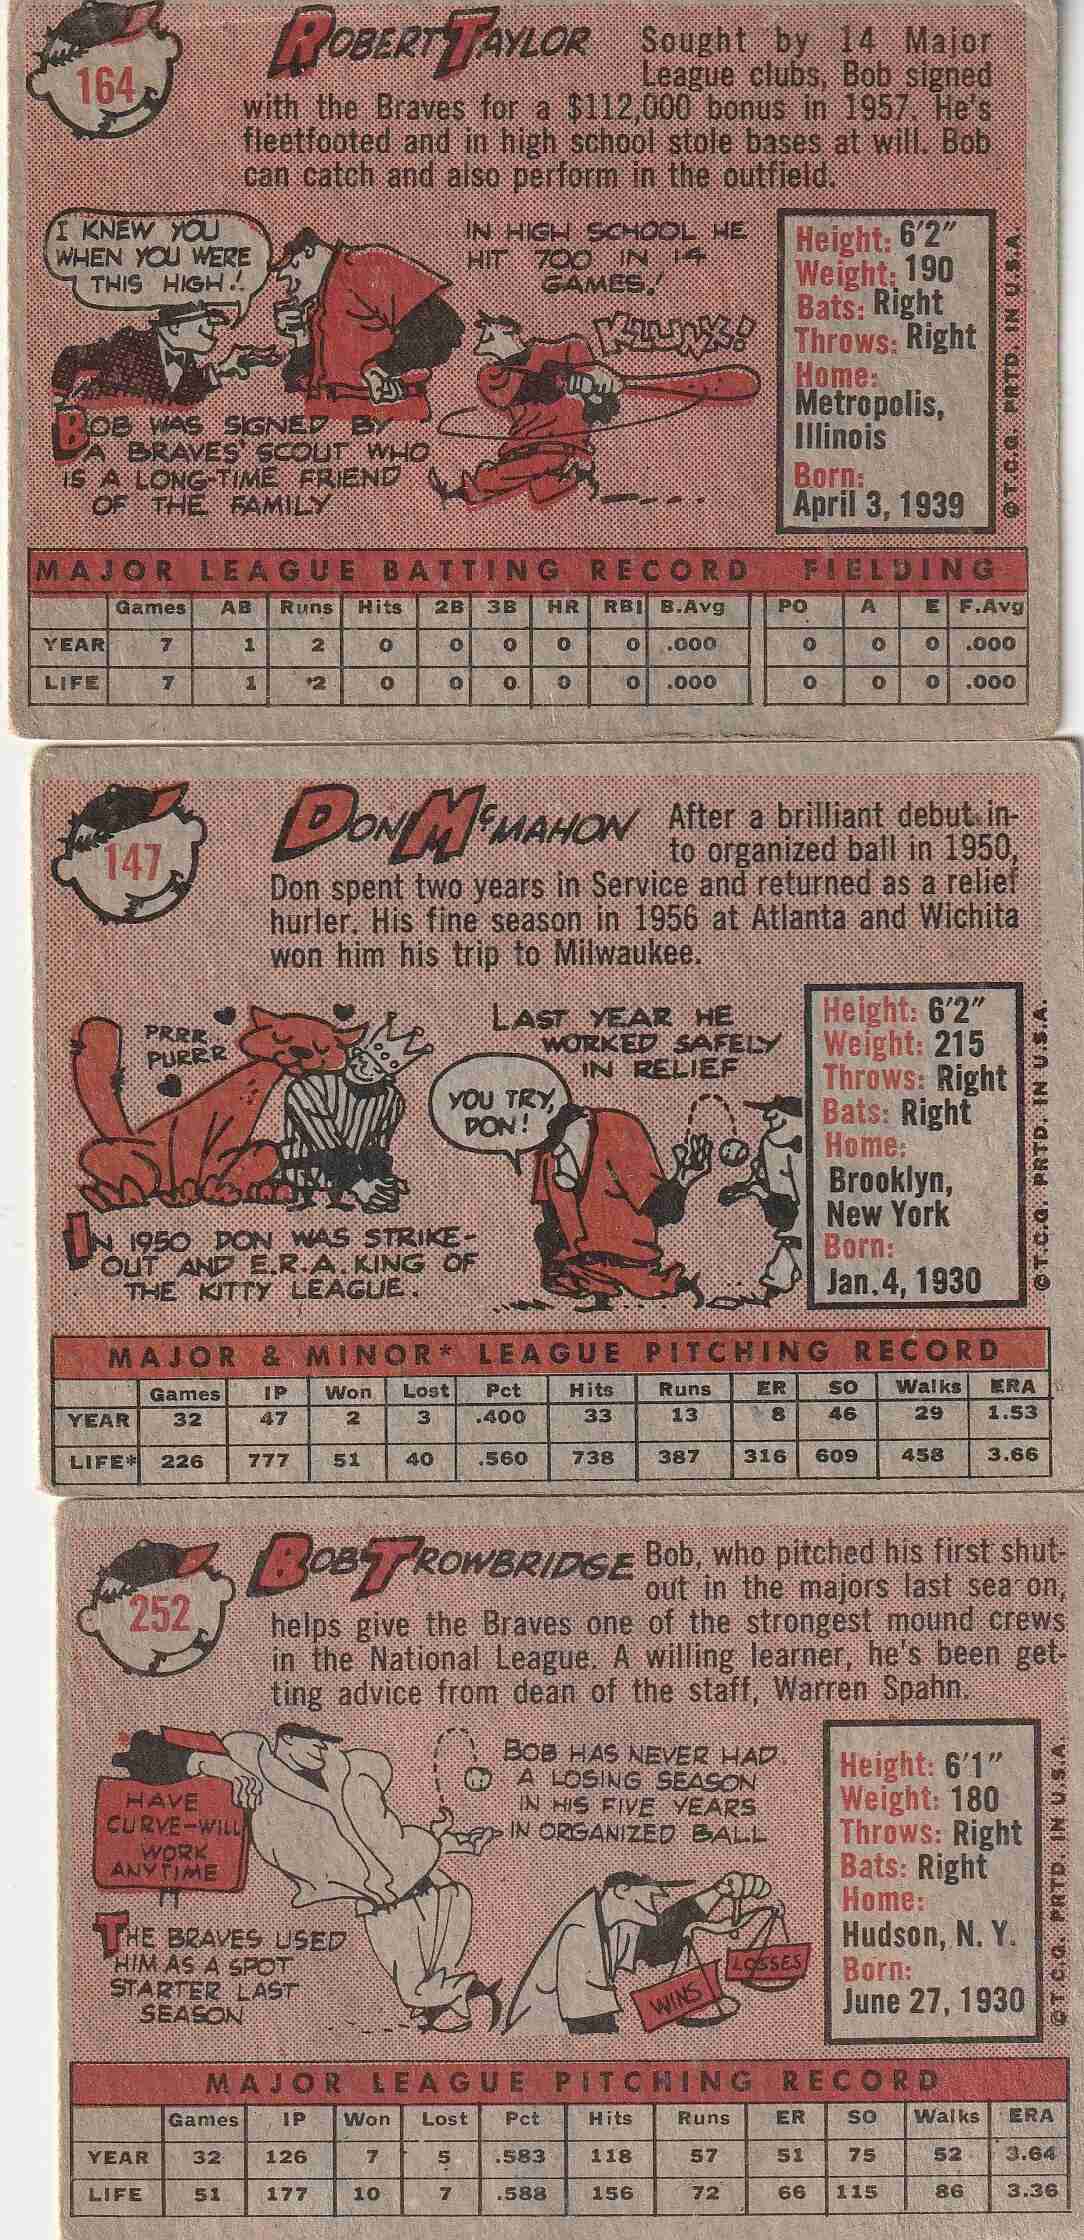 164
ROBERT TAYLOR
Sought by 14 Major
League clubs, Bob signed
with the Braves for a $112,000 bonus in 1957. He's
fleetfooted and in high school stole bases at will. Bob
can catch and also perform in the outfield.
I KNEW YOU
WHEN YOU WERE
THIS HIGH!!
BOB WAS SIGNED BY
A BRAVES' SCOUT WHO
IS A LONG-TIME FRIEND
OF THE FAMILY
IN HIGH SCHOOL HE
HIT 700 IN 14
GAMES!
KLUNK!
Height: 6'2"
Weight: 190
Bats: Right
Throws: Right
Home:
Metropolis,
Illinois
Born:
April 3, 1939
©T.C.G. PRTD. IN U.S.A
MAJOR LEAGUE BATTING RECORD FIELDING
Games AB Runs Hits 2B 3B HR RBI B.Avg PO A E F.Avg
YEAR 7 1 2 0 0 0 0 0 .000 0 0 0 .000
LIFE 7 1 2 0 0 0 0 0 .000 0 0 0 .000
147
DON McMAHON
After a brilliant debut in-
to organized ball in 1950,
Don spent two years in Service and returned as a relief
hurler. His fine season in 1956 at Atlanta and Wichita
won him his trip to Milwaukee.
PRRR
PURRR
IN 1950 DON WAS STRIKE-
OUT AND E.R.A. KING OF
THE KITTY LEAGUE.
LAST YEAR HE
WORKED SAFELY
IN RELIEF
YOU TRY,
DON!
Height: 6'2"
Weight: 215
Throws: Right
Bats: Right
Home:
Brooklyn,
New York
Born:
Jan. 4, 1930
©T.C.G. PRTD. IN U.S.A.
MAJOR & MINOR* LEAGUE PITCHING RECORD
Games IP Won Lost Pct Hits Runs ER SO Walks ERA
YEAR 32 47 2 3 .400 33 13 8 46 29 1.53
LIFE* 226 777 51 40 .560 738 387 316 609 458 3.66
252
BOB TROWBRIDGE
Bob, who pitched his first shut-
out in the majors last sea on,
helps give the Braves one of the strongest mound crews
in the National League. A willing learner, he's been get-
ting advice from dean of the staff, Warren Spahn.
HAVE
CURVE-WILL
WORK
ANYTIME
THE BRAVES USED
HIM AS A SPOT
STARTER LAST
SEASON
BOB HAS NEVER HAD
A LOSING SEASON
IN HIS FIVE YEARS
IN ORGANIZED BALL
WINS
LOSSES
Height: 6'1"
Weight: 180
Throws: Right
Bats: Right
Home:
Hudson, N. Y.
Born:
June 27, 1930
©T.C.G. PRTD. IN U.S.A.
MAJOR LEAGUE PITCHING RECORD
Games IP Won Lost Pct Hits Runs ER SO Walks ERA
YEAR 32 126 7 5 .583 118 57 51 75 52 3.64
LIFE 51 177 10 7 .588 156 72 66 115 86 3.36